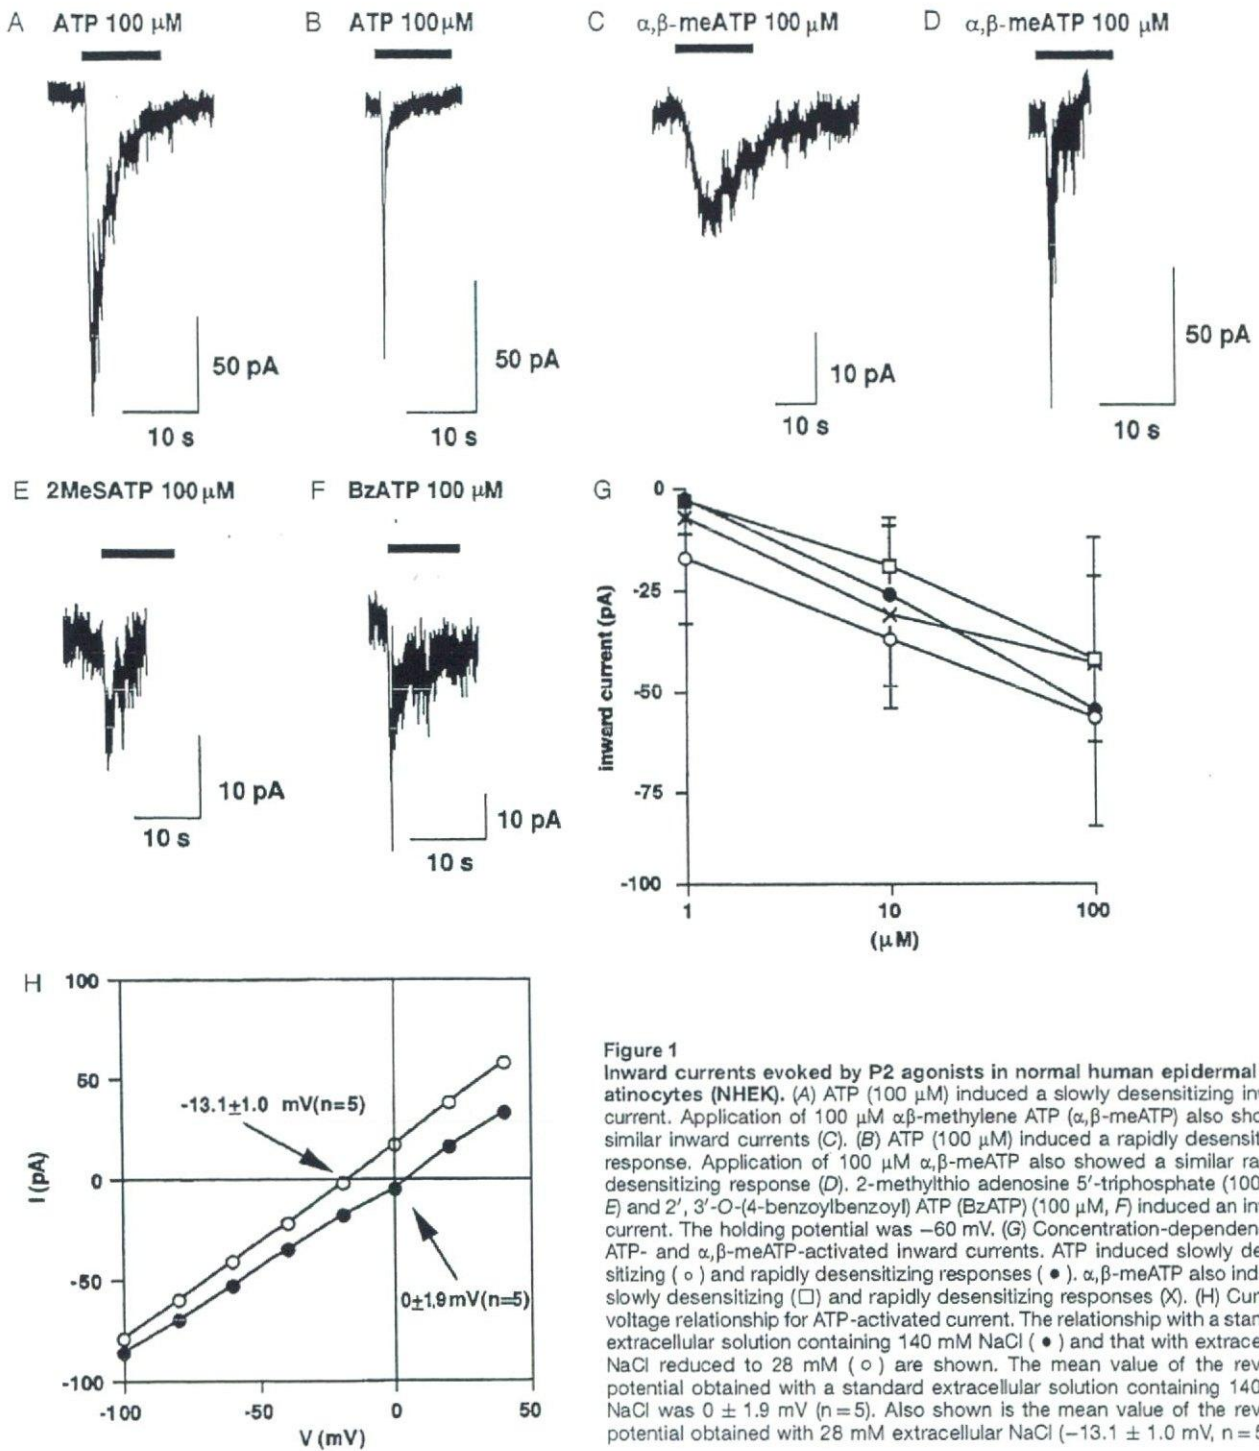 A ATP 100 μM
B ATP 100μM
C α,β-meATP 100 μM
D α,β-meATP 100 μM
50 pA
10 s
50 pA
10 s
10 pA
10 s
50 pA
10 s
E 2MeSATP 100 μM
F BzATP 100 μM
10 pA
10 s
10 pA
10 s
G
0
-25
-50
-75
-100
inward current (pA)
1 10 100
(μM)
H
100
50
0
-50
-100
I (pA)
-13.1±1.0 mV(n=5)
0±1.9mV(n=5)
-100 -50 0 50
V (mV)
Figure 1
Inward currents evoked by P2 agonists in normal human epidermal
atinocytes (NHEK). (A) ATP (100 μM) induced a slowly desensitizing in
current. Application of 100 μM αβ-methylene ATP (α,β-meATP) also sho
similar inward currents (C). (B) ATP (100 μM) induced a rapidly desensit
response. Application of 100 μM α,β-meATP also showed a similar ra
desensitizing response (D). 2-methylthio adenosine 5′-triphosphate (100
E) and 2′, 3′-O-(4-benzoylbenzoyl) ATP (BzATP) (100 μM, F) induced an in
current. The holding potential was −60 mV. (G) Concentration-dependen
ATP- and α,β-meATP-activated inward currents. ATP induced slowly de
sitizing ( ○ ) and rapidly desensitizing responses ( ● ). α,β-meATP also ind
slowly desensitizing (□) and rapidly desensitizing responses (X). (H) Cur
voltage relationship for ATP-activated current. The relationship with a stan
extracellular solution containing 140 mM NaCl ( ● ) and that with extrace
NaCl reduced to 28 mM ( ○ ) are shown. The mean value of the rev
potential obtained with a standard extracellular solution containing 140
NaCl was 0 ± 1.9 mV (n = 5). Also shown is the mean value of the rev
potential obtained with 28 mM extracellular NaCl (−13.1 ± 1.0 mV, n = 5